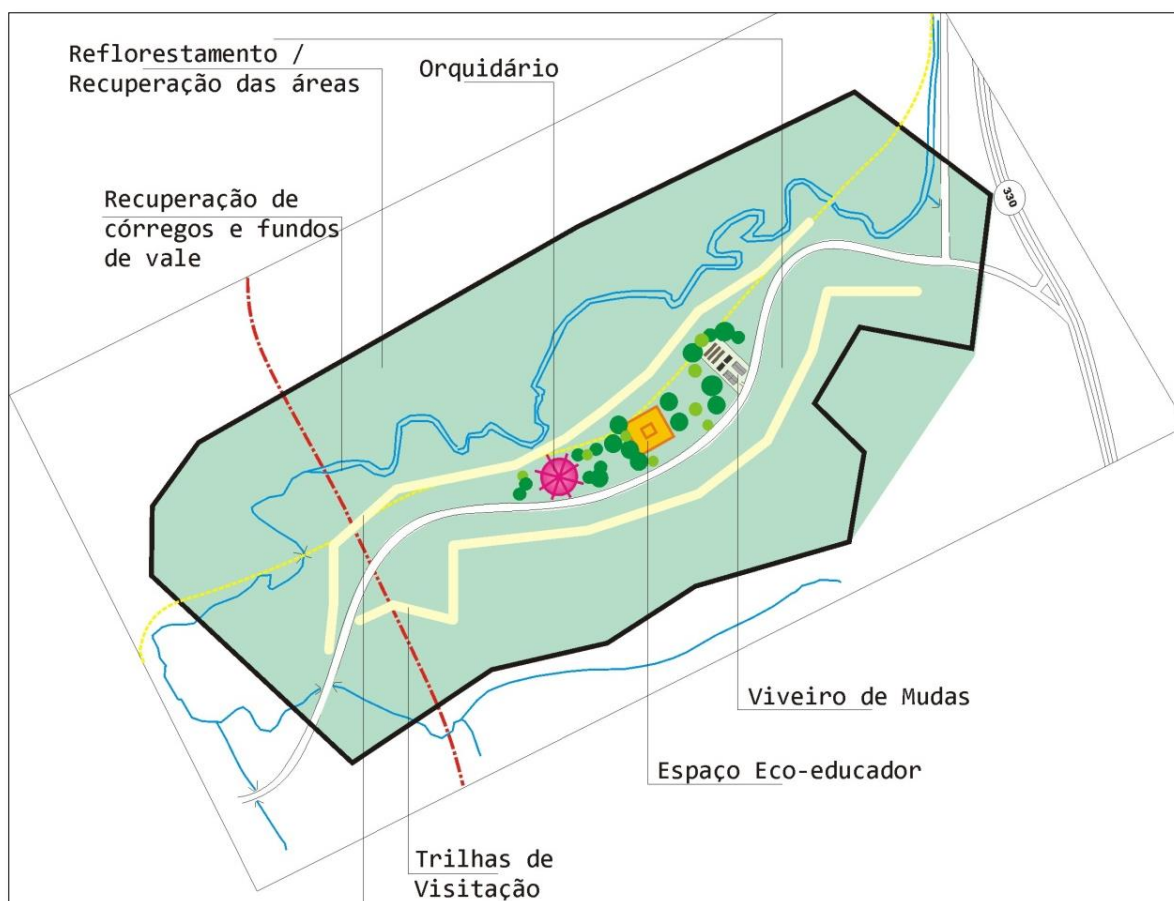 Reflorestamento /
Recuperação das áreas
Orquidário
Recuperação de
córregos e fundos
de vale
330
Viveiro de Mudas
Espaço Eco-educador
Trilhas de
Visitação